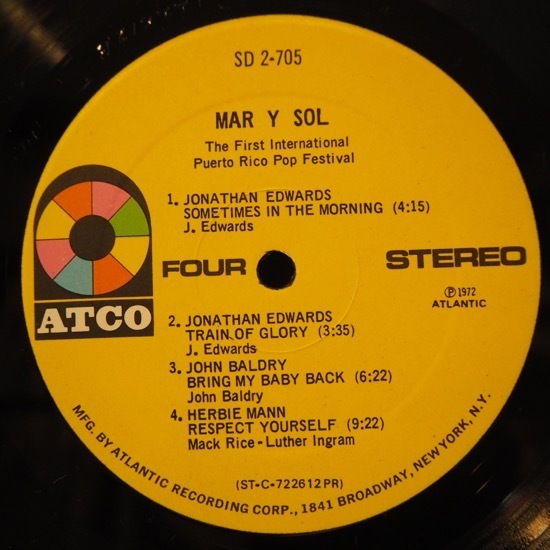 SD 2-705
MAR Y SOL
The First International
Puerto Rico Pop Festival
1. JONATHAN EDWARDS
SOMETIMES IN THE MORNING (4:15)
J. Edwards
FOUR
STEREO
Ⓟ1972
ATLANTIC
ATCO
2. JONATHAN EDWARDS
TRAIN OF GLORY (3:35)
J. Edwards
3. JOHN BALDRY
BRING MY BABY BACK (6:22)
John Baldry
4. HERBIE MANN
RESPECT YOURSELF (9:22)
Mack Rice-Luther Ingram
(ST-C-722612PR)
MFG. BY ATLANTIC RECORDING CORP., 1841 BROADWAY, NEW YORK, N.Y.